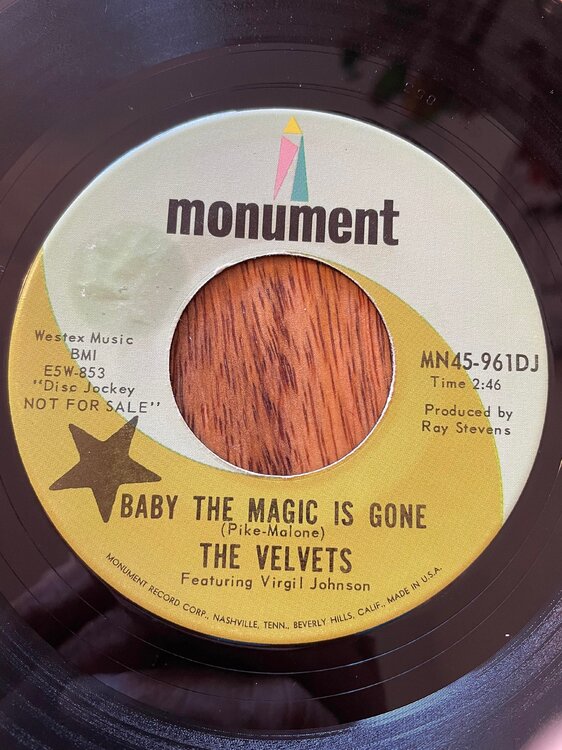 monument
Westex Music
BMI
E5W-853
"Disc Jockey
NOT FOR SALE"
MN45-961DJ
Time 2:46
Produced by
Ray Stevens
BABY THE MAGIC IS GONE
(Pike-Malone)
THE VELVETS
Featuring Virgil Johnson
MONUMENT RECORD CORP., NASHVILLE, TENN., BEVERLY HILLS, CALIF., MADE IN U.S.A.